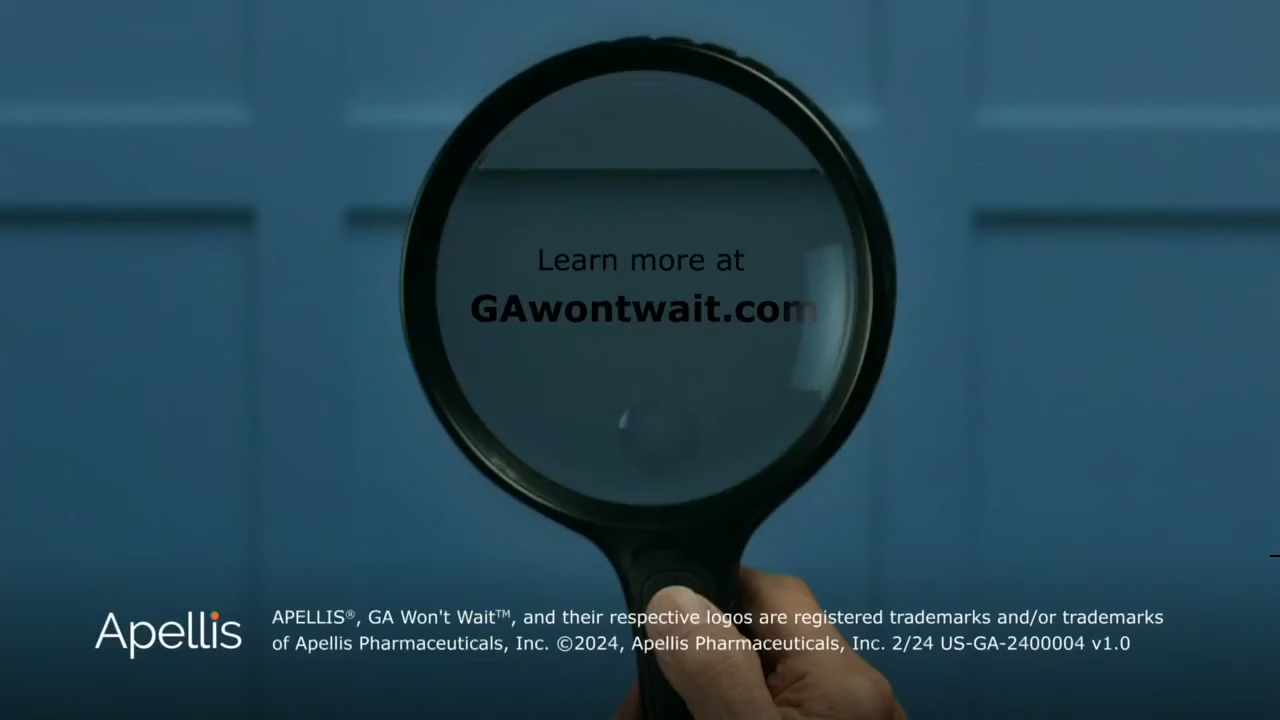 Learn more at
GAwontwait.com
Apellis
APELLIS®, GA Won't Wait™, and their respective logos are registered trademarks and/or trademarks
of Apellis Pharmaceuticals, Inc. ©2024, Apellis Pharmaceuticals, Inc. 2/24 US-GA-2400004 v1.0